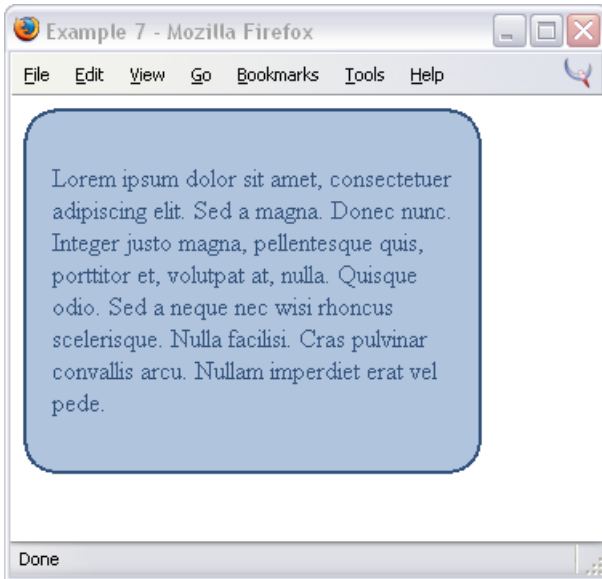 Example 7 - Mozilla Firefox
File Edit View Go Bookmarks Tools Help
Lorem ipsum dolor sit amet, consectetuer
adipiscing elit. Sed a magna. Donec nunc.
Integer justo magna, pellentesque quis,
porttitor et, volutpat at, nulla. Quisque
odio. Sed a neque nec wisi rhoncus
scelerisque. Nulla facilisi. Cras pulvinar
convallis arcu. Nullam imperdiet erat vel
pede.
Done